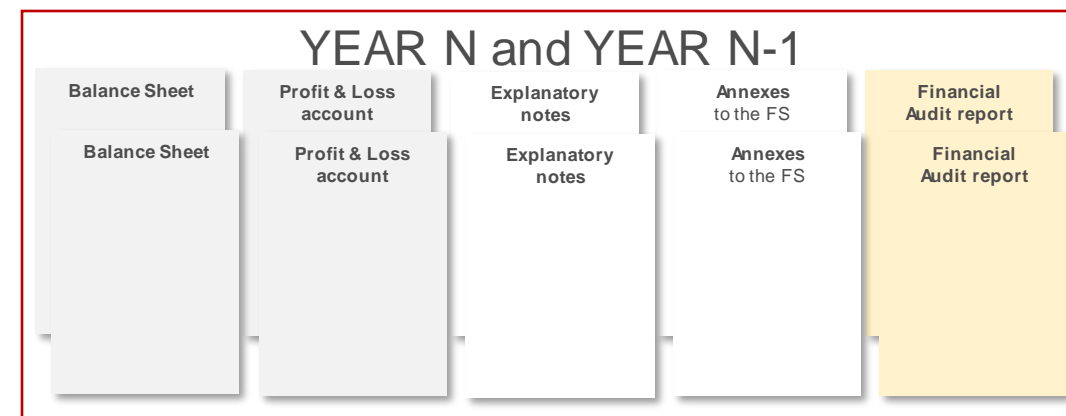 YEAR N and YEAR N-1
Balance Sheet
Profit & Loss
account
Explanatory
notes
Annexes
to the FS
Financial
Audit report
Balance Sheet
Profit & Loss
account
Explanatory
notes
Annexes
to the FS
Financial
Audit report